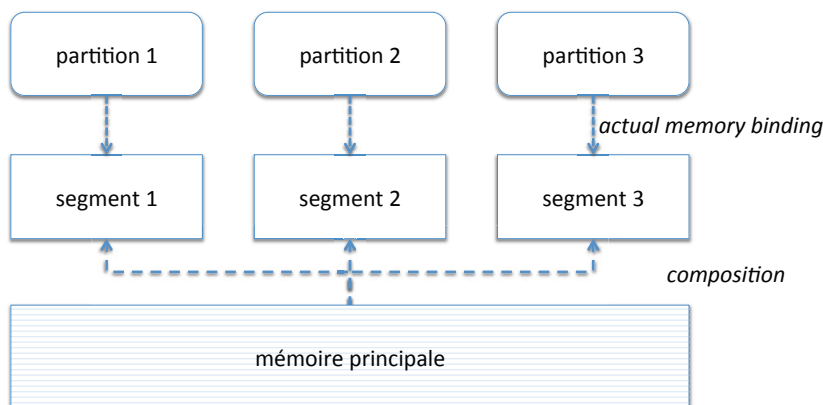 partition 1
partition 2
partition 3
actual memory binding
segment 1
segment 2
segment 3
composition
mémoire principale